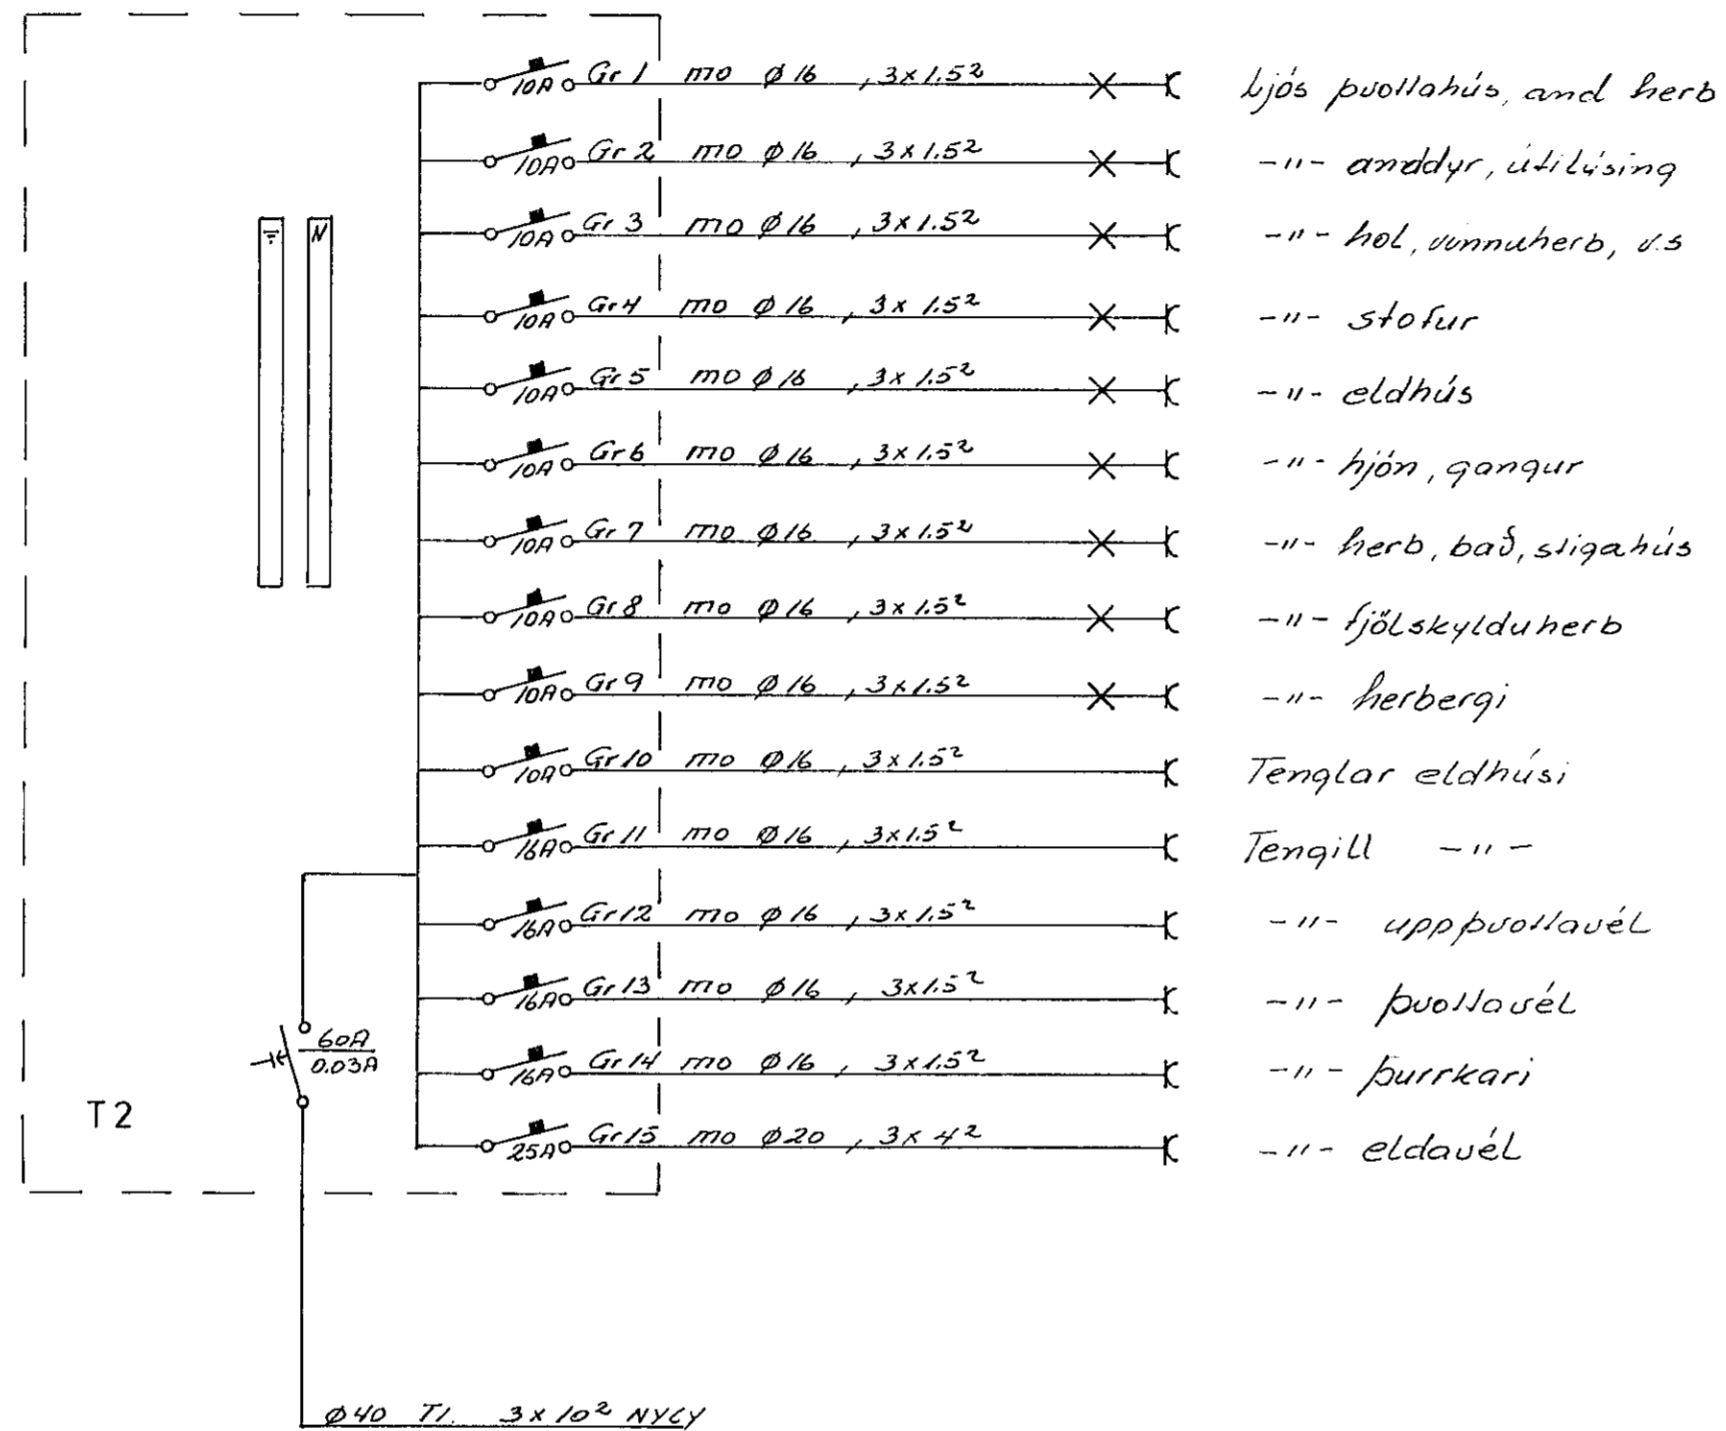 Gr 1 mo ø16 , 3x1.5² Ljós þvottahús, and herb
10A
Gr 2 mo ø16 , 3x1.5² -"- anddyr, útilýsing
10A
Gr 3 mo ø16 , 3x1.5² -"- hol, vinnuherb, v.s
10A
N
Gr 4 mo ø16 , 3x1.5² -"- stofur
10A
Gr 5 mo ø16 , 3x1.5² -"- eldhús
10A
Gr 6 mo ø16 , 3x1.5² -"- hjón, gangur
10A
Gr 7 mo ø16 , 3x1.5² -"- herb, bað, stigahús
10A
Gr 8 mo ø16 , 3x1.5² -"- fjölskylduherb
10A
Gr 9 mo ø16 , 3x1.5² -"- herbergi
10A
Gr 10 mo ø16 , 3x1.5² Tenglar eldhúsi
10A
Gr 11 mo ø16 , 3x1.5² Tengill -"-
16A
Gr 12 mo ø16 , 3x1.5² -"- uppþvottavél
16A
Gr 13 mo ø16 , 3x1.5² -"- þvottavél
16A
60A
0.03A
Gr 14 mo ø16 , 3x1.5² -"- þurrkari
16A
T2
Gr 15 mo ø20 , 3x4² -"- eldavél
25A
ø40 T1. 3x10² NYCY